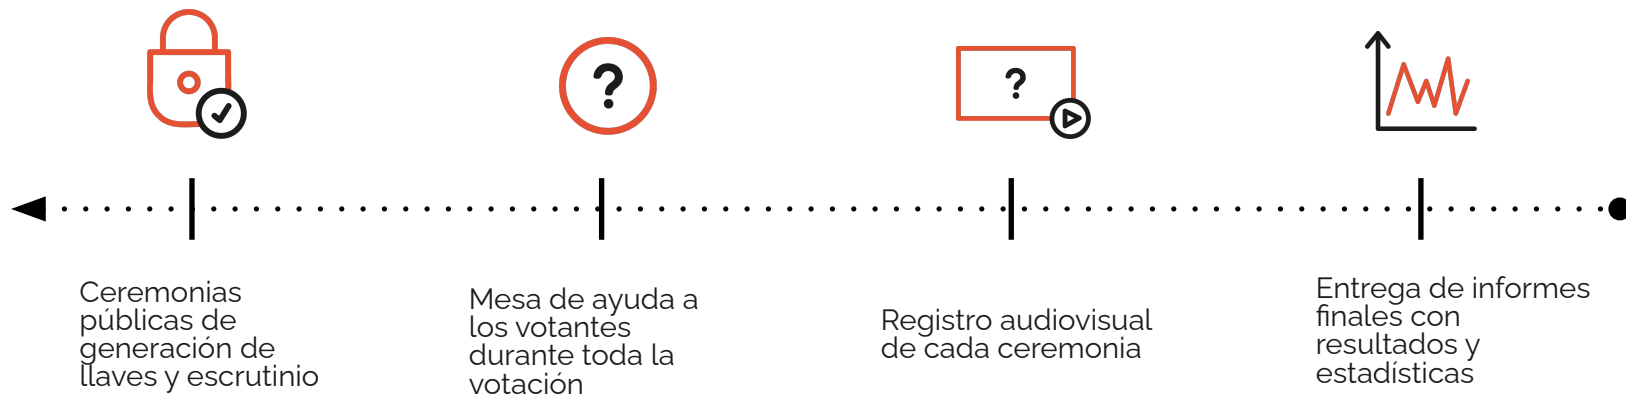 ?
?
Ceremonias
públicas de
generación de
llaves y escrutinio
Mesa de ayuda a
los votantes
durante toda la
votación
Registro audiovisual
de cada ceremonia
Entrega de informes
finales con
resultados y
estadísticas